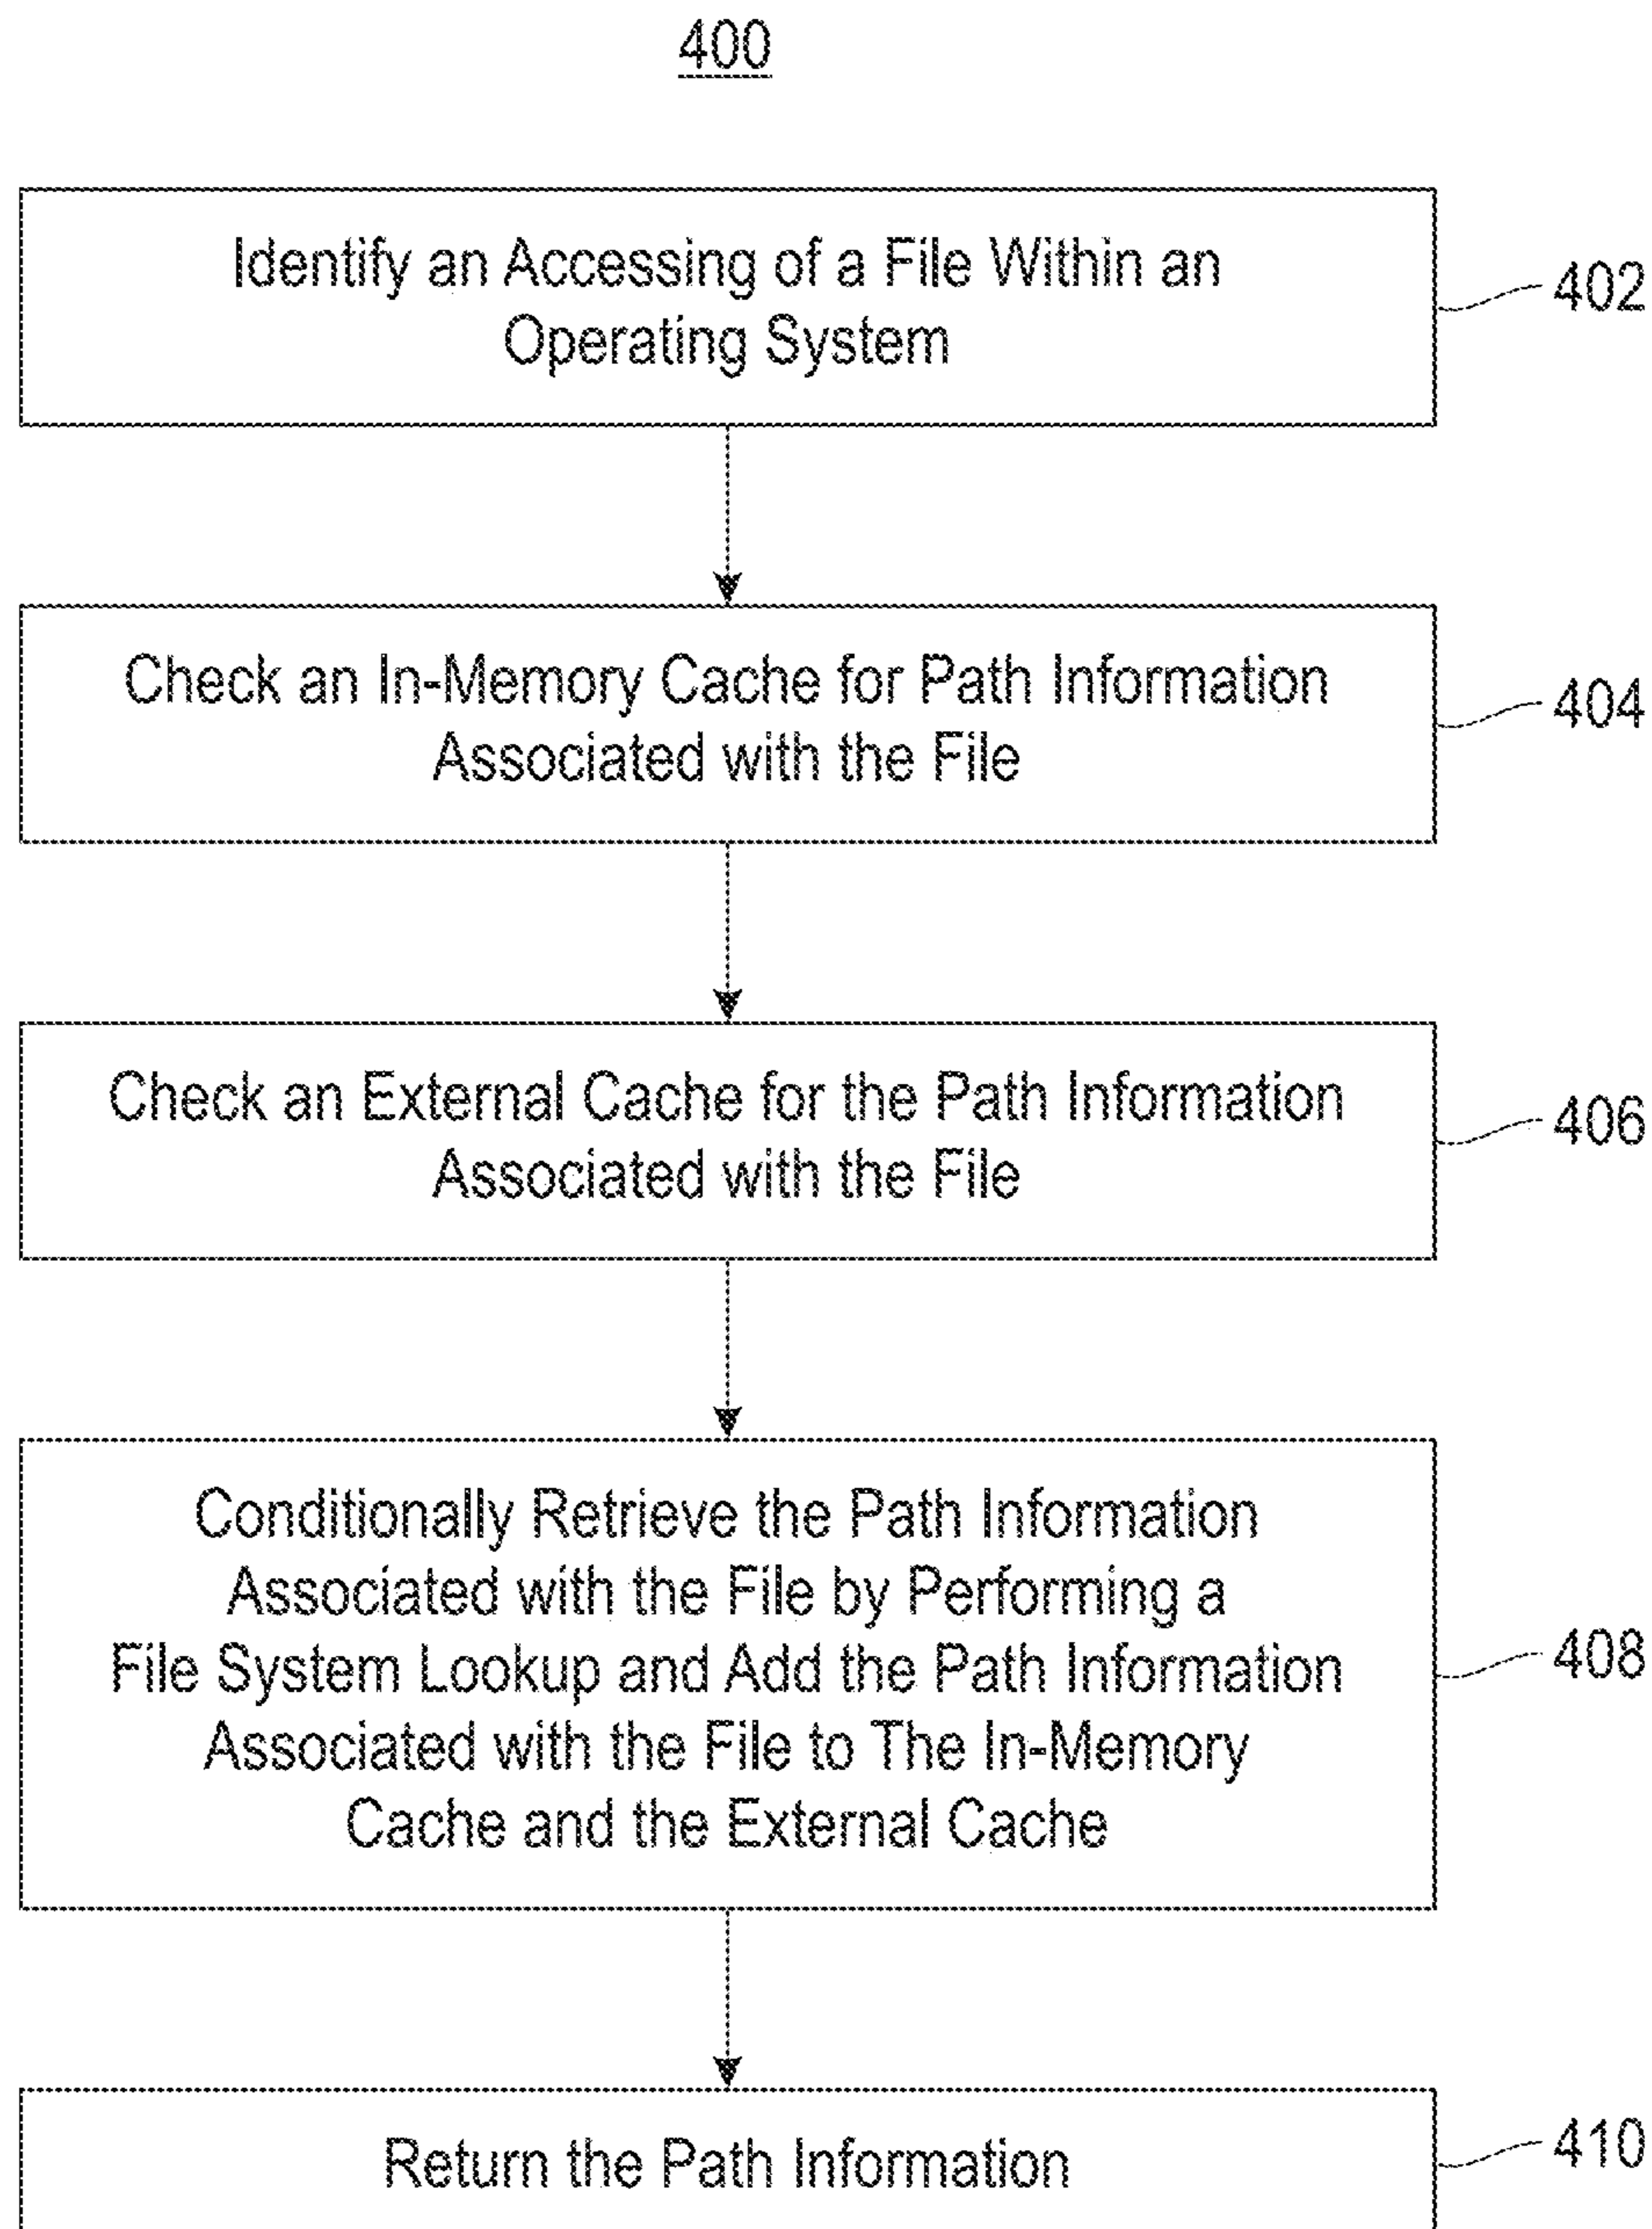 400
Identify an Accessing of a File Within an
Operating System
402
Check an In-Memory Cache for Path Information
Associated with the File
404
Check an External Cache for the Path Information
Associated with the File
406
Conditionally Retrieve the Path Information
Associated with the File by Performing a
File System Lookup and Add the Path Information
Associated with the File to The In-Memory
Cache and the External Cache
408
Return the Path Information
410